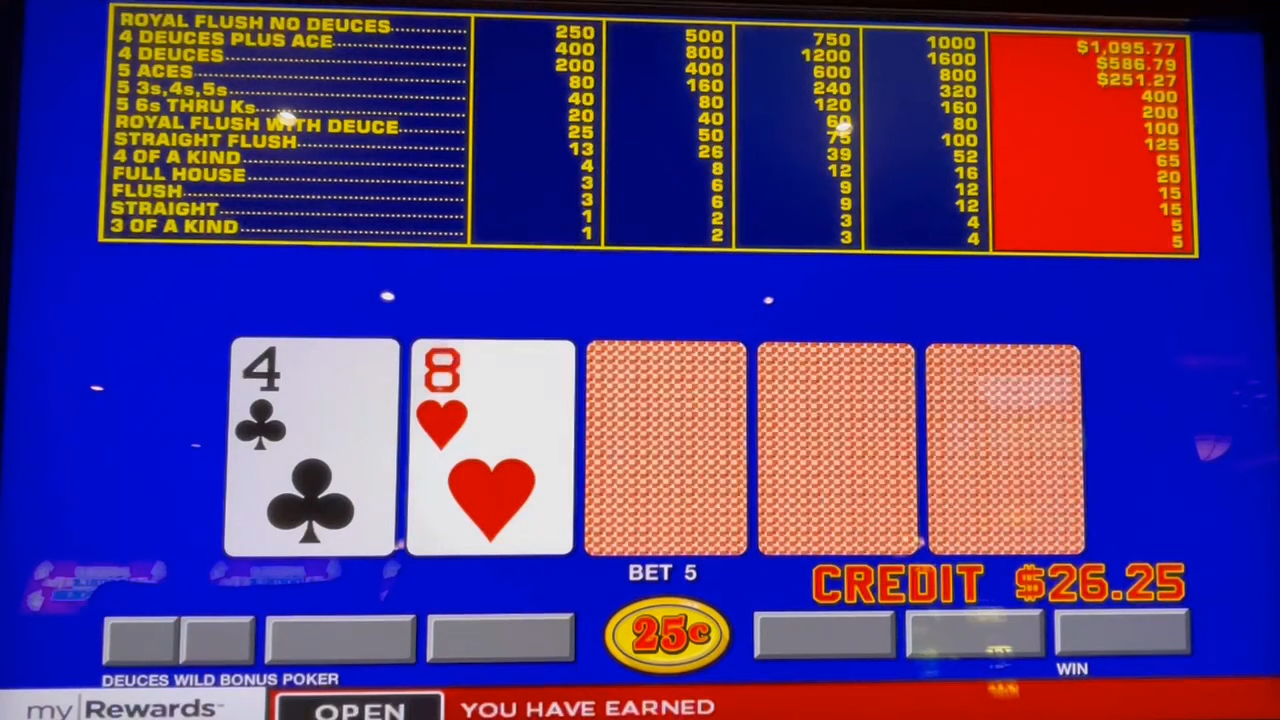 ROYAL FLUSH NO DEUCES 250 500 750 1000 $1,095.77
4 DEUCES PLUS ACE 400 800 1200 1600 $586.79
4 DEUCES 200 400 600 800 $251.27
5 ACES 80 160 240 320 400
5 3s,4s,5s 40 80 120 160 200
5 6s THRU Ks 20 40 60 80 100
ROYAL FLUSH WITH DEUCE 25 50 75 100 125
STRAIGHT FLUSH 13 26 39 52 65
4 OF A KIND 4 8 12 16 20
FULL HOUSE 3 6 9 12 15
FLUSH 3 6 9 12 15
STRAIGHT 1 2 3 4 5
3 OF A KIND 1 2 3 4 5
4
8
BET 5
CREDIT $26.25
25¢
DEUCES WILD BONUS POKER
WIN
my|Rewards™
OPEN
YOU HAVE EARNED